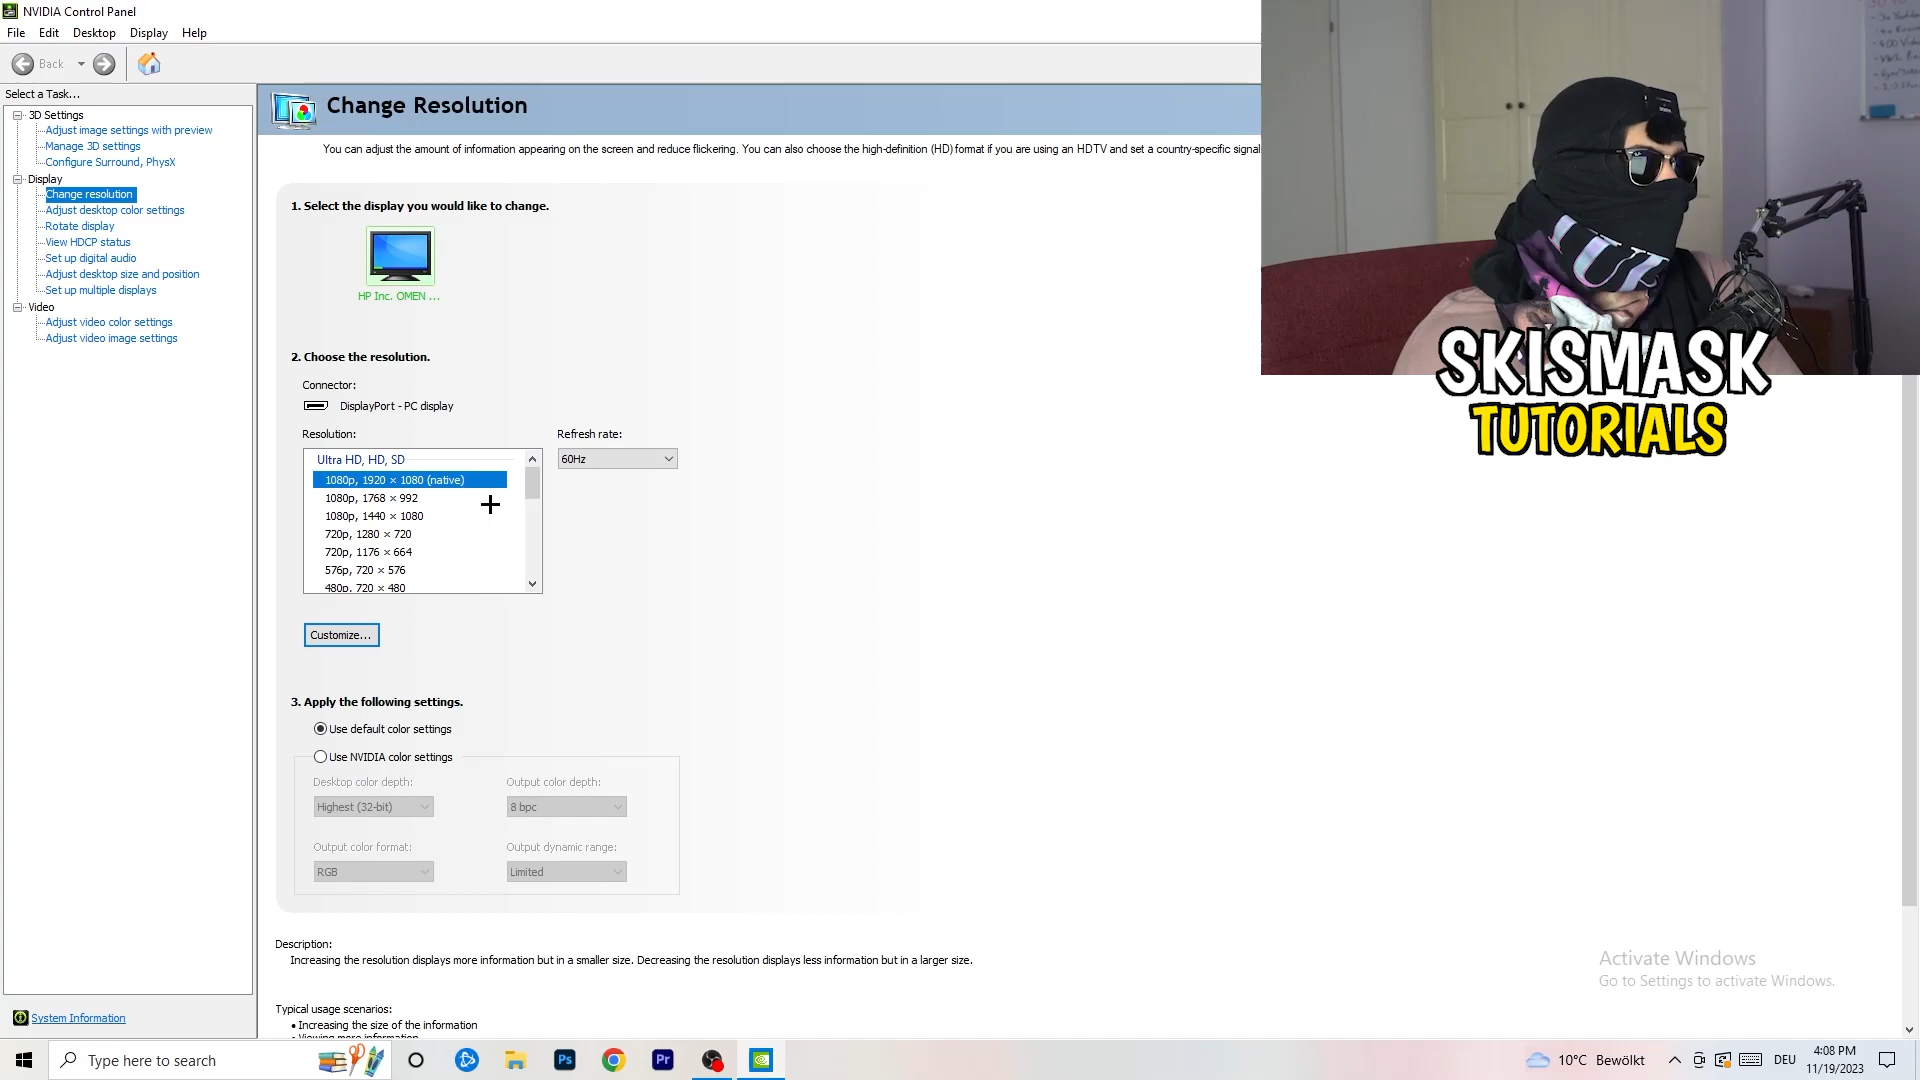 NVIDIA Control Panel
File Edit Desktop Display Help
Back
Select a Task...
3D Settings
Adjust image settings with preview
Manage 3D settings
Configure Surround, PhysX
Display
Change resolution
Adjust desktop color settings
Rotate display
View HDCP status
Set up digital audio
Adjust desktop size and position
Set up multiple displays
Video
Adjust video color settings
Adjust video image settings
System Information
Change Resolution
You can adjust the amount of information appearing on the screen and reduce flickering. You can also choose the high-definition (HD) format if you are using an HDTV and set a country-specific signal
1. Select the display you would like to change.
HP Inc. OMEN ...
2. Choose the resolution.
Connector:
DisplayPort - PC display
Resolution:
Refresh rate:
Ultra HD, HD, SD
60Hz
1080p, 1920 × 1080 (native)
1080p, 1768 × 992
1080p, 1440 × 1080
720p, 1280 × 720
720p, 1176 × 664
576p, 720 × 576
480p, 720 × 480
Customize...
3. Apply the following settings.
Use default color settings
Use NVIDIA color settings
Desktop color depth:
Output color depth:
Highest (32-bit)
8 bpc
Output color format:
Output dynamic range:
RGB
Limited
Description:
Increasing the resolution displays more information but in a smaller size. Decreasing the resolution displays less information but in a larger size.
Typical usage scenarios:
• Increasing the size of the information
• Viewing more information
SKISMASK
TUTORIALS
Activate Windows
Go to Settings to activate Windows.
Type here to search
Ps
Pr
10°C Bewölkt
DEU
4:08 PM
11/19/2023